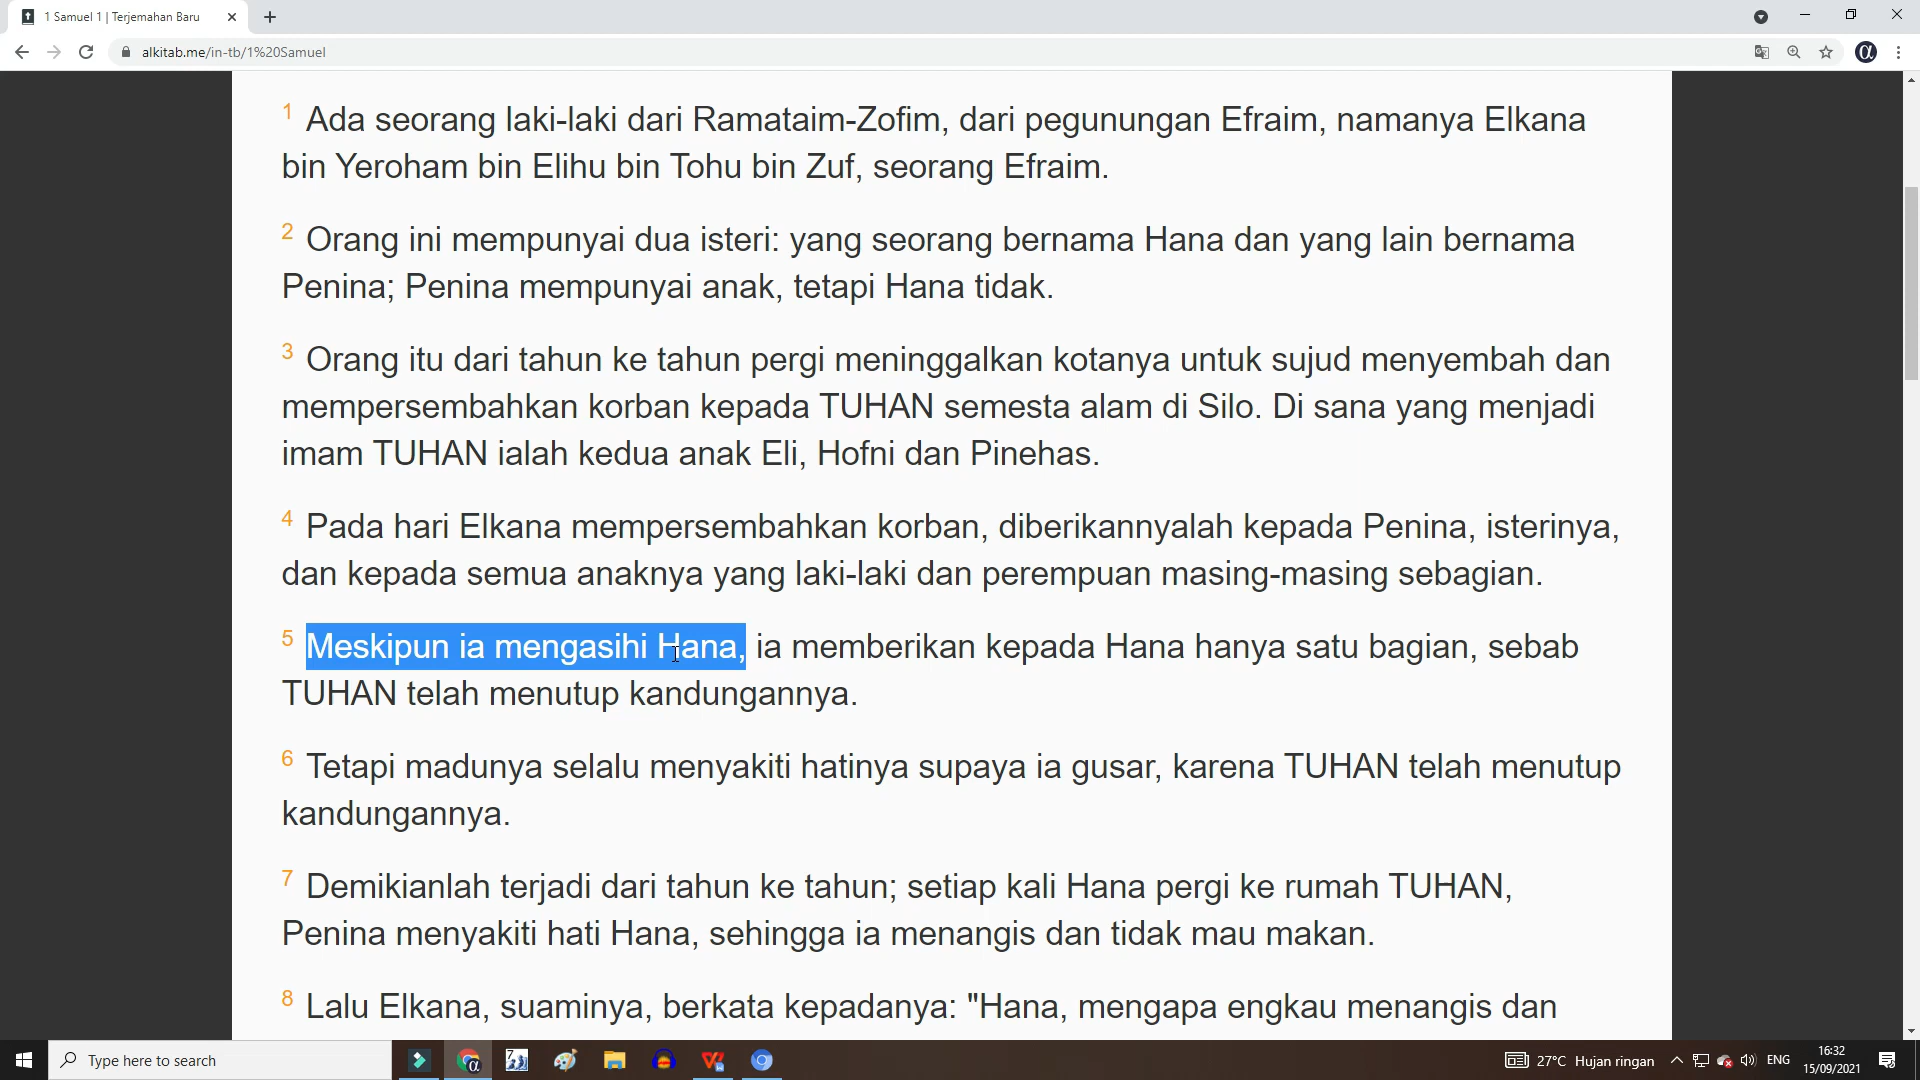 1 Samuel 1 | Terjemahan Baru
alkitab.me/in-tb/1%20Samuel
1 Ada seorang laki-laki dari Ramataim-Zofim, dari pegunungan Efraim, namanya Elkana
bin Yeroham bin Elihu bin Tohu bin Zuf, seorang Efraim.
2 Orang ini mempunyai dua isteri: yang seorang bernama Hana dan yang lain bernama
Penina; Penina mempunyai anak, tetapi Hana tidak.
3 Orang itu dari tahun ke tahun pergi meninggalkan kotanya untuk sujud menyembah dan
mempersembahkan korban kepada TUHAN semesta alam di Silo. Di sana yang menjadi
imam TUHAN ialah kedua anak Eli, Hofni dan Pinehas.
4 Pada hari Elkana mempersembahkan korban, diberikannyalah kepada Penina, isterinya,
dan kepada semua anaknya yang laki-laki dan perempuan masing-masing sebagian.
5 Meskipun ia mengasihi Hana, ia memberikan kepada Hana hanya satu bagian, sebab
TUHAN telah menutup kandungannya.
6 Tetapi madunya selalu menyakiti hatinya supaya ia gusar, karena TUHAN telah menutup
kandungannya.
7 Demikianlah terjadi dari tahun ke tahun; setiap kali Hana pergi ke rumah TUHAN,
Penina menyakiti hati Hana, sehingga ia menangis dan tidak mau makan.
8 Lalu Elkana, suaminya, berkata kepadanya: "Hana, mengapa engkau menangis dan
Type here to search
27°C Hujan ringan
ENG
16:32
15/09/2021